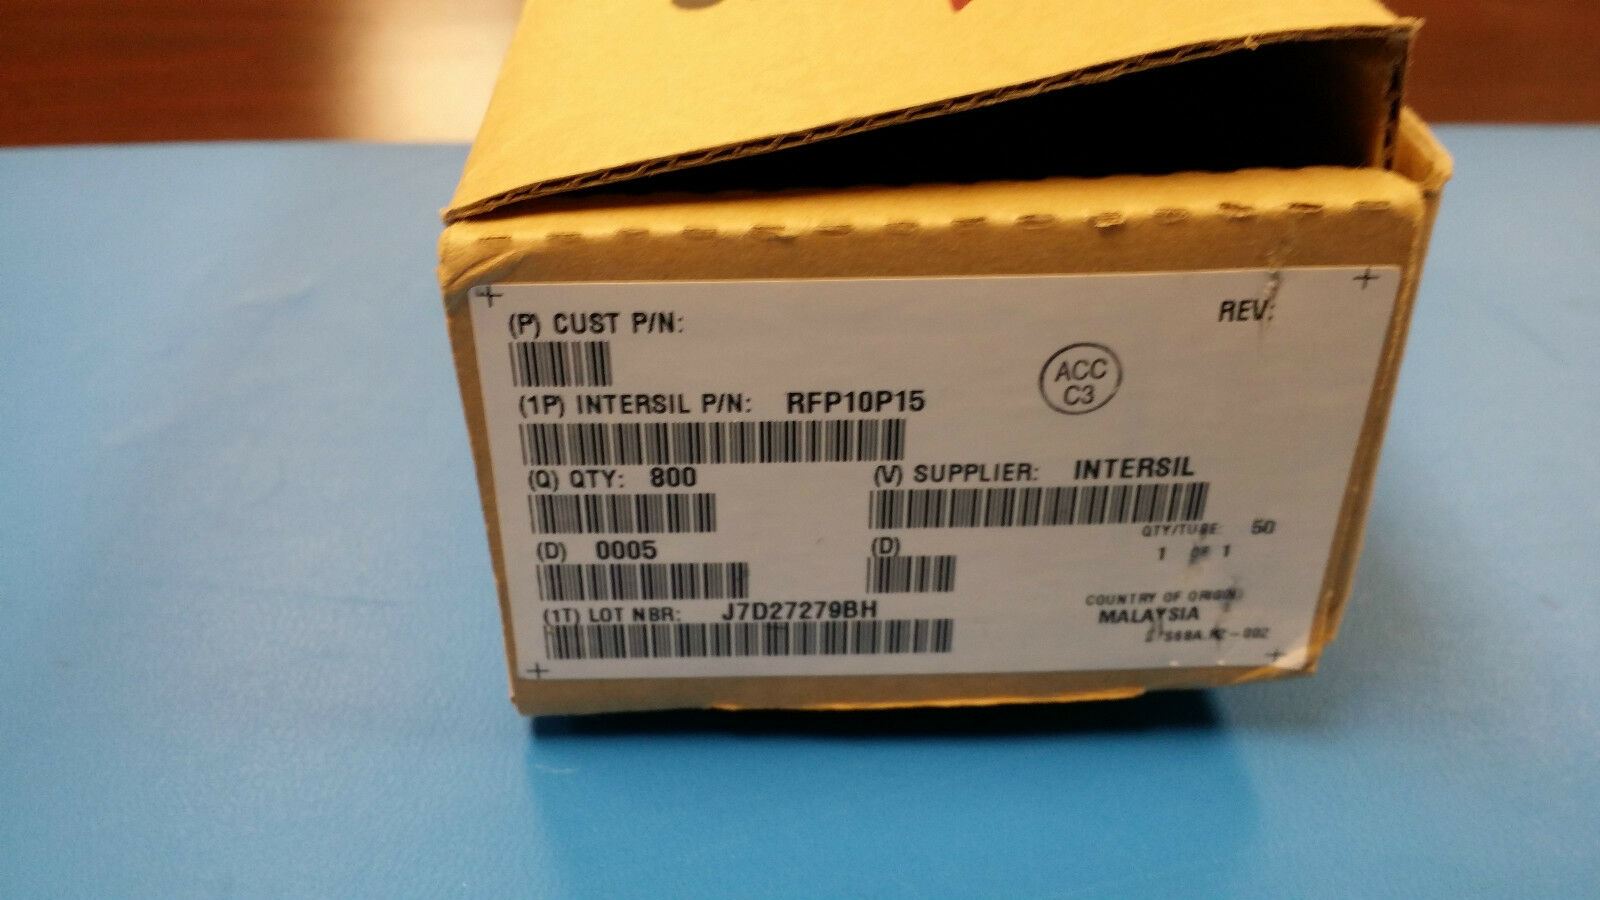 (P) CUST P/N:
REV:
ACC
C3
(1P) INTERSIL P/N: RFP10P15
(Q) QTY: 800
(V) SUPPLIER: INTERSIL
QTY/TUBE: 50
(D) 0005
(D)
1 OF 1
(1T) LOT NBR: J7D27279BH
COUNTRY OF ORIGIN:
MALAYSIA